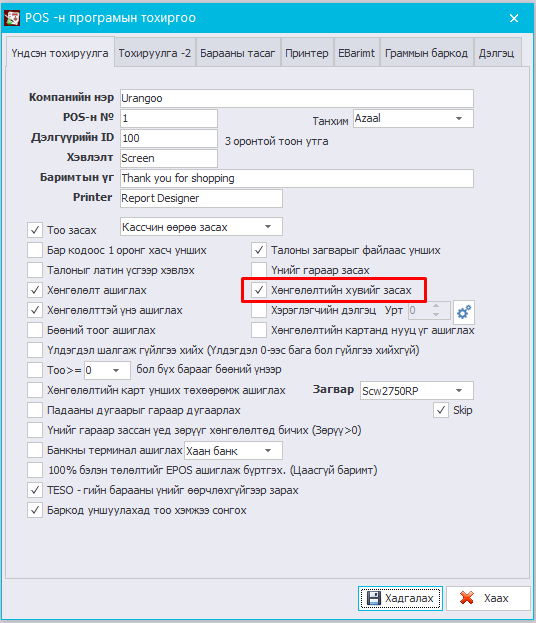 POS -н програмын тохиргоо
Үндсэн тохируулга Тохируулга -2 Барааны тасаг Принтер EBarimt Граммын баркод Дэлгэц
Компанийн нэр Urangoo
POS-н № 1 Танхим Azaal
Дэлгүүрийн ID 100 3 оронтой тоон утга
Хэвлэлт Screen
Баримтын үг Thank you for shopping
Printer Report Designer
Тоо засах Кассчин өөрөө засах
Бар кодоос 1 оронг хасч унших Талоны загварыг файлаас унших
Талоныг латин үсгээр хэвлэх Үнийг гараар засах
Хөнгөлөлт ашиглах Хөнгөлөлтийн хувийг засах
Хөнгөлөлттэй үнэ ашиглах Хэрэглэгчийн дэлгэц Урт 0
Бөөний тоог ашиглах Хөнгөлөлтийн картанд нууц үг ашиглах
Үлдэгдэл шалгаж гүйлгээ хийх (Үлдэгдэл 0-ээс бага бол гүйлгээ хийхгүй)
Тоо>= 0 бол бүх барааг бөөний үнээр
Хөнгөлөлтийн карт унших төхөөрөмж ашиглах Загвар Scw2750RP
Падааны дугаарыг гараар дугаарлах Skip
Үнийг гараар зассан үед зөрүүг хөнгөлөлтөд бичих (Зөрүү>0)
Банкны терминал ашиглах Хаан банк
100% бэлэн төлөлтийг EPOS ашиглаж бүртгэх. (Цаасгүй баримт)
TESO - гийн барааны үнийг өөрчлөхгүйгээр зарах
Баркод уншуулахад тоо хэмжээ сонгох
Хадгалах Хаах